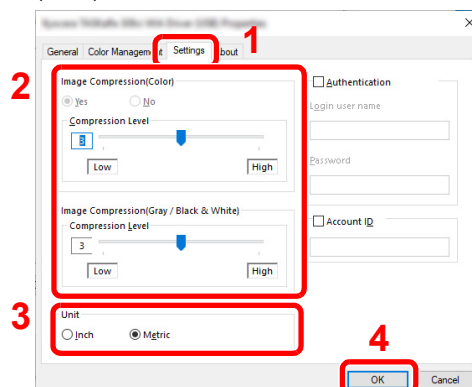 1
General Color Management Settings About
2
Image Compression(Color)
Yes No
Compression Level
3
Low High
Image Compression(Gray / Black & White)
Compression Level
3
Low High
Authentication
Login user name
Password
Account ID
3
Unit
Inch Metric
4
OK Cancel